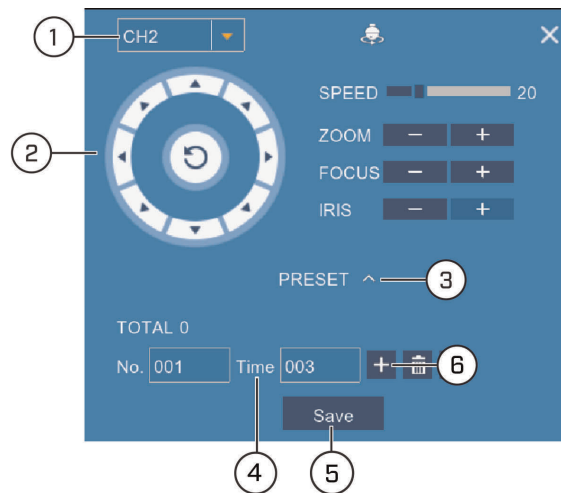 1
CH2
SPEED 20
2
ZOOM - +
FOCUS - +
IRIS - +
PRESET 3
TOTAL 0
No. 001 Time 003 + 6
Save
4 5